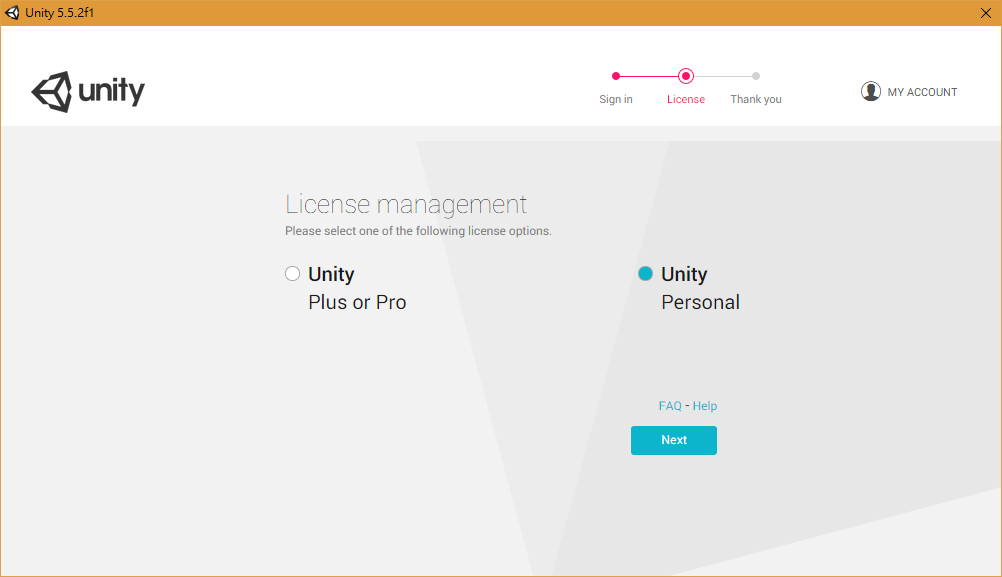 Unity 5.5.2f1
unity
Sign in
License
Thank you
MY ACCOUNT
License management
Please select one of the following license options.
Unity
Plus or Pro
Unity
Personal
FAQ - Help
Next